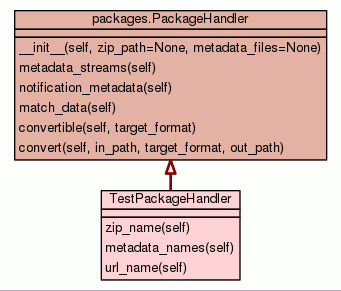 packages.PackageHandler
__init__(self, zip_path=None, metadata_files=None)
metadata_streams(self)
notification_metadata(self)
match_data(self)
convertible(self, target_format)
convert(self, in_path, target_format, out_path)
TestPackageHandler
zip_name(self)
metadata_names(self)
url_name(self)